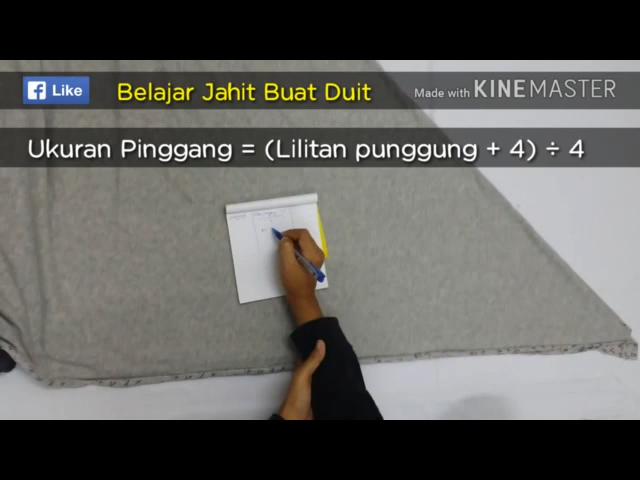 Like
Belajar Jahit Buat Duit
Made with KINEMASTER
Ukuran Pinggang = (Lilitan punggung + 4) ÷ 4